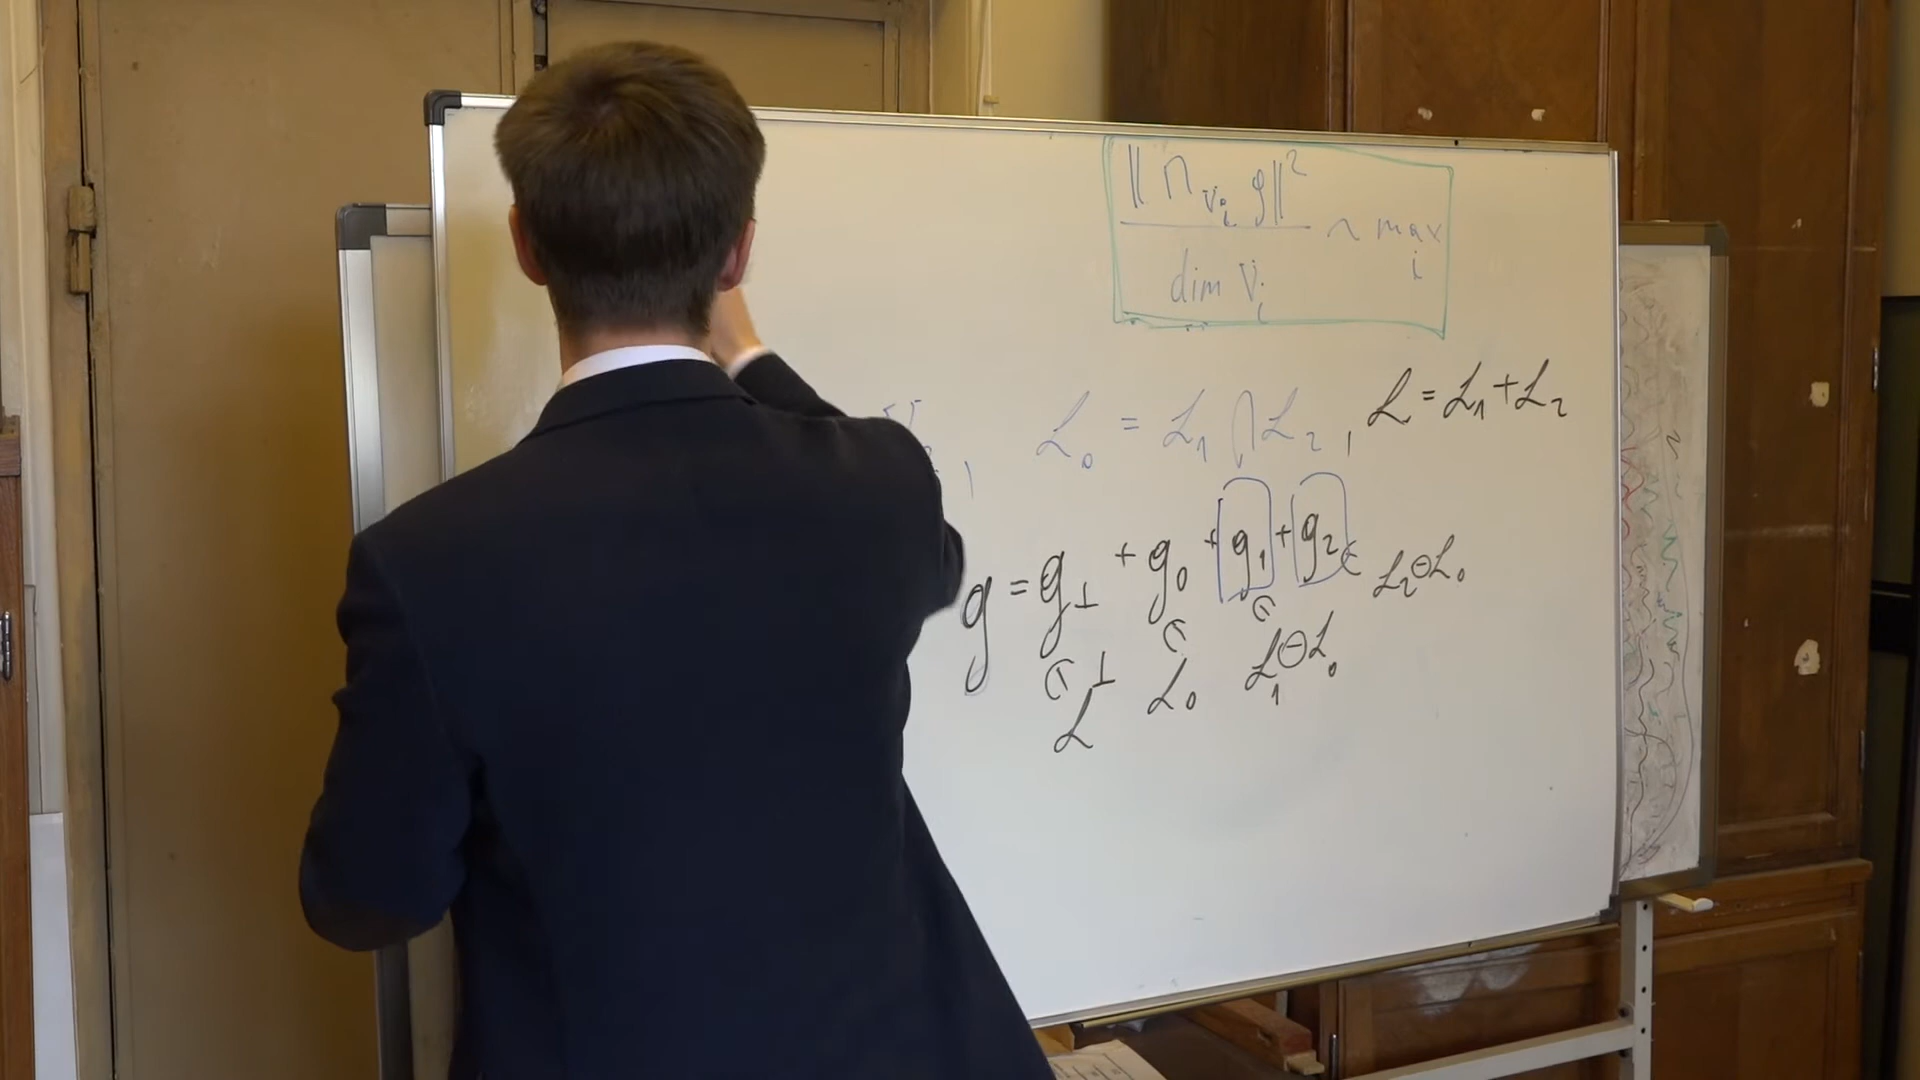 ‖ Π_{V_i} g ‖² / dim V_i ~ max_i
ℒ₀ = ℒ₁ ∩ ℒ₂, ℒ = ℒ₁ + ℒ₂
g = g_⊥ + g₀ + g₁ + g₂ ∈ ℒ₂ ⊖ ℒ₀
∈ ℒ^⊥ ∈ ℒ₀ ∈ ℒ₁ ⊖ ℒ₀